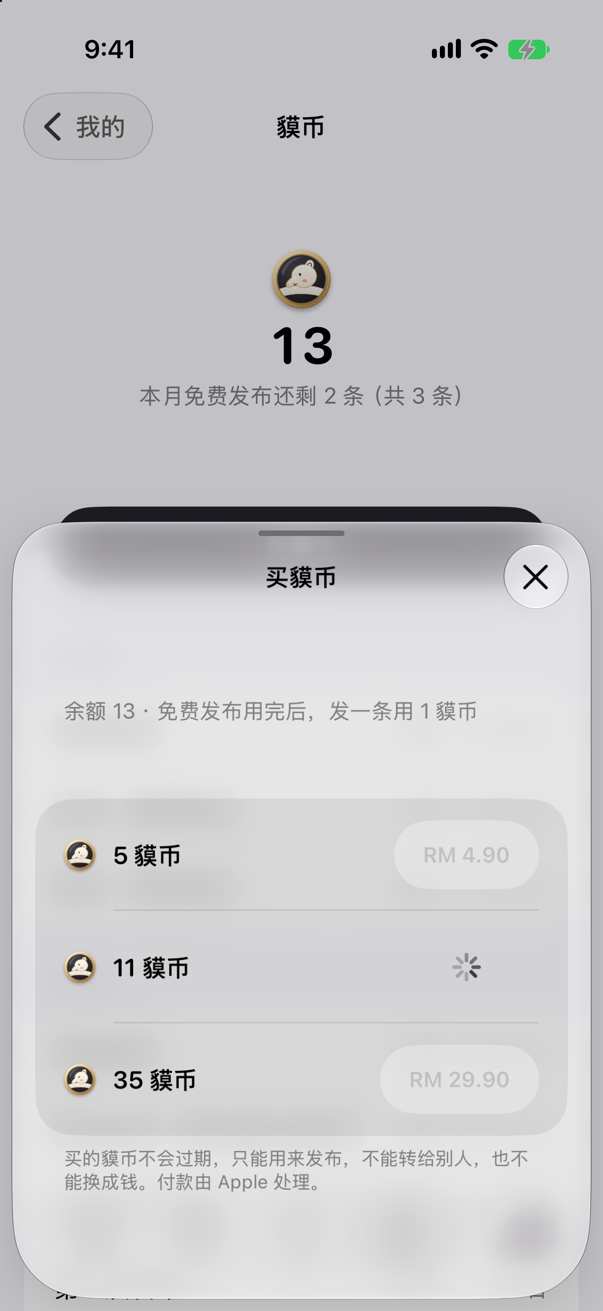 9:41
我的
貘币
13
本月免费发布还剩 2 条（共 3 条）
买貘币
余额 13 · 免费发布用完后，发一条用 1 貘币
5 貘币
RM 4.90
11 貘币
35 貘币
RM 29.90
买的貘币不会过期，只能用来发布，不能转给别人，也不
能换成钱。付款由 Apple 处理。